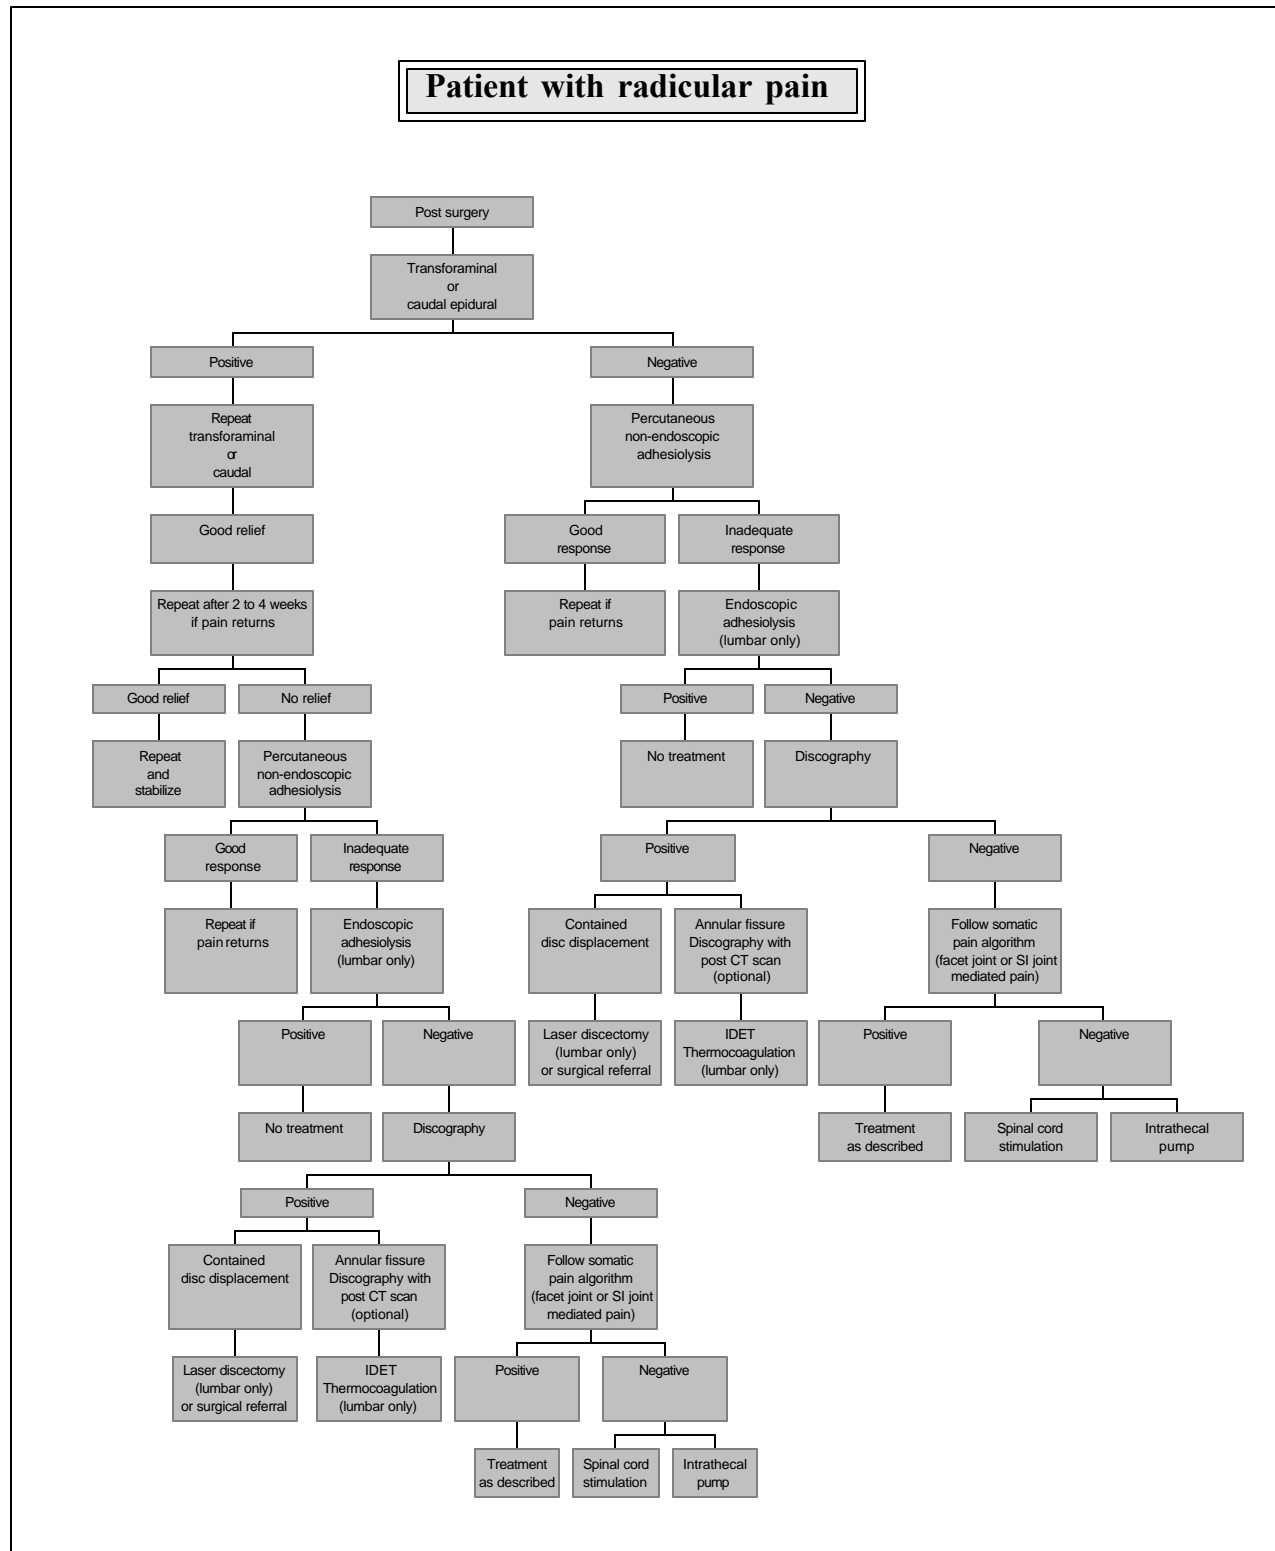 Patient with radicular pain
Post surgery
Transforaminal
or
caudal epidural
Positive
Negative
Repeat
transforaminal
or
caudal
Percutaneous
non-endoscopic
adhesiolysis
Good relief
Good
response
Inadequate
response
Repeat after 2 to 4 weeks
if pain returns
Repeat if
pain returns
Endoscopic
adhesiolysis
(lumbar only)
Good relief
No relief
Positive
Negative
Repeat
and
stabilize
Percutaneous
non-endoscopic
adhesiolysis
No treatment
Discography
Good
response
Inadequate
response
Positive
Negative
Repeat if
pain returns
Endoscopic
adhesiolysis
(lumbar only)
Contained
disc displacement
Annular fissure
Discography with
post CT scan
(optional)
Follow somatic
pain algorithm
(facet joint or SI joint
mediated pain)
Positive
Negative
Laser discectomy
(lumbar only)
or surgical referral
IDET
Thermocoagulation
(lumbar only)
Positive
Negative
No treatment
Discography
Treatment
as described
Spinal cord
stimulation
Intrathecal
pump
Positive
Negative
Contained
disc displacement
Annular fissure
Discography with
post CT scan
(optional)
Follow somatic
pain algorithm
(facet joint or SI joint
mediated pain)
Laser discectomy
(lumbar only)
or surgical referral
IDET
Thermocoagulation
(lumbar only)
Positive
Negative
Treatment
as described
Spinal cord
stimulation
Intrathecal
pump